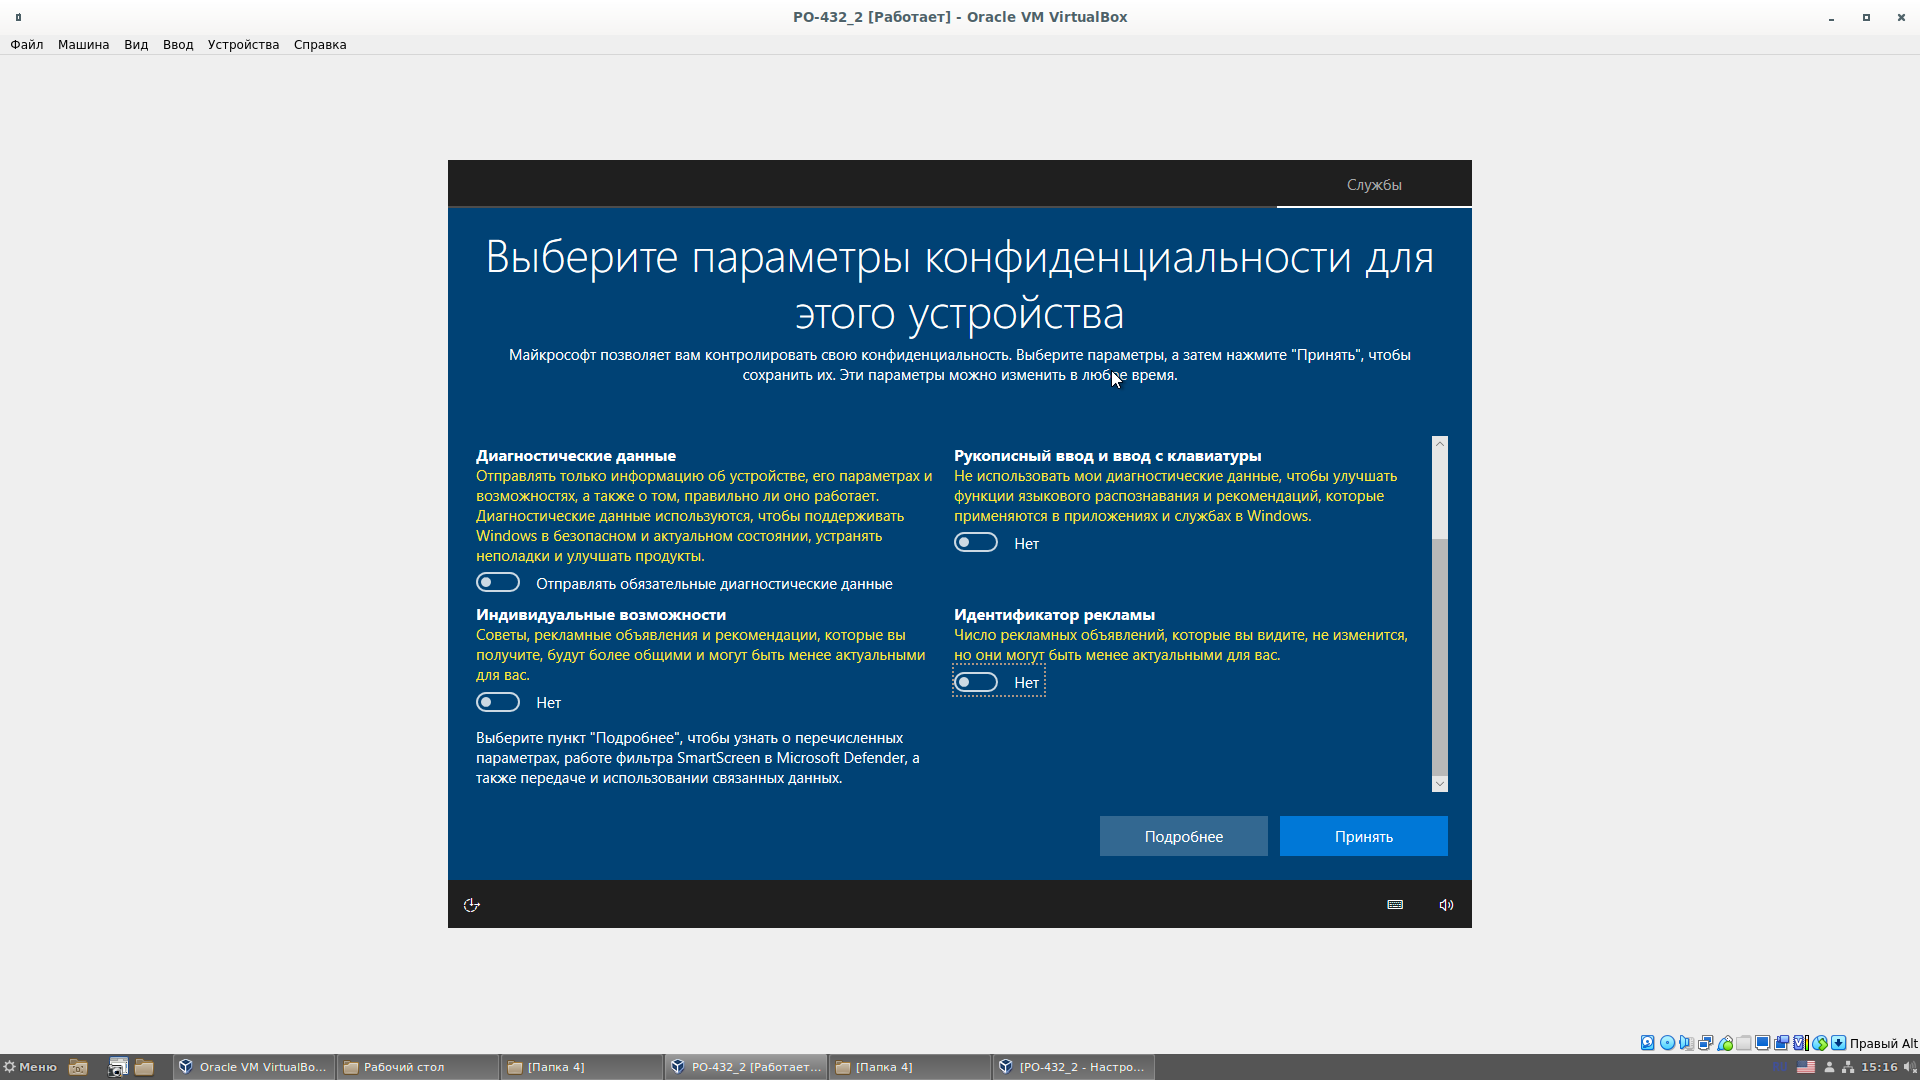 PO-432_2 [Работает] - Oracle VM VirtualBox
Файл Машина Вид Ввод Устройства Справка
Службы
Выберите параметры конфиденциальности для
этого устройства
Майкрософт позволяет вам контролировать свою конфиденциальность. Выберите параметры, а затем нажмите "Принять", чтобы
сохранить их. Эти параметры можно изменить в любое время.
Диагностические данные
Отправлять только информацию об устройстве, его параметрах и
возможностях, а также о том, правильно ли оно работает.
Диагностические данные используются, чтобы поддерживать
Windows в безопасном и актуальном состоянии, устранять
неполадки и улучшать продукты.
Отправлять обязательные диагностические данные
Рукописный ввод и ввод с клавиатуры
Не использовать мои диагностические данные, чтобы улучшать
функции языкового распознавания и рекомендаций, которые
применяются в приложениях и службах в Windows.
Нет
Индивидуальные возможности
Советы, рекламные объявления и рекомендации, которые вы
получите, будут более общими и могут быть менее актуальными
для вас.
Нет
Идентификатор рекламы
Число рекламных объявлений, которые вы видите, не изменится,
но они могут быть менее актуальными для вас.
Нет
Выберите пункт "Подробнее", чтобы узнать о перечисленных
параметрах, работе фильтра SmartScreen в Microsoft Defender, а
также передаче и использовании связанных данных.
Подробнее Принять
Правый Alt
Меню Oracle VM VirtualBo... Рабочий стол [Папка 4] PO-432_2 [Работает... [Папка 4] [PO-432_2 - Настро... 15:16